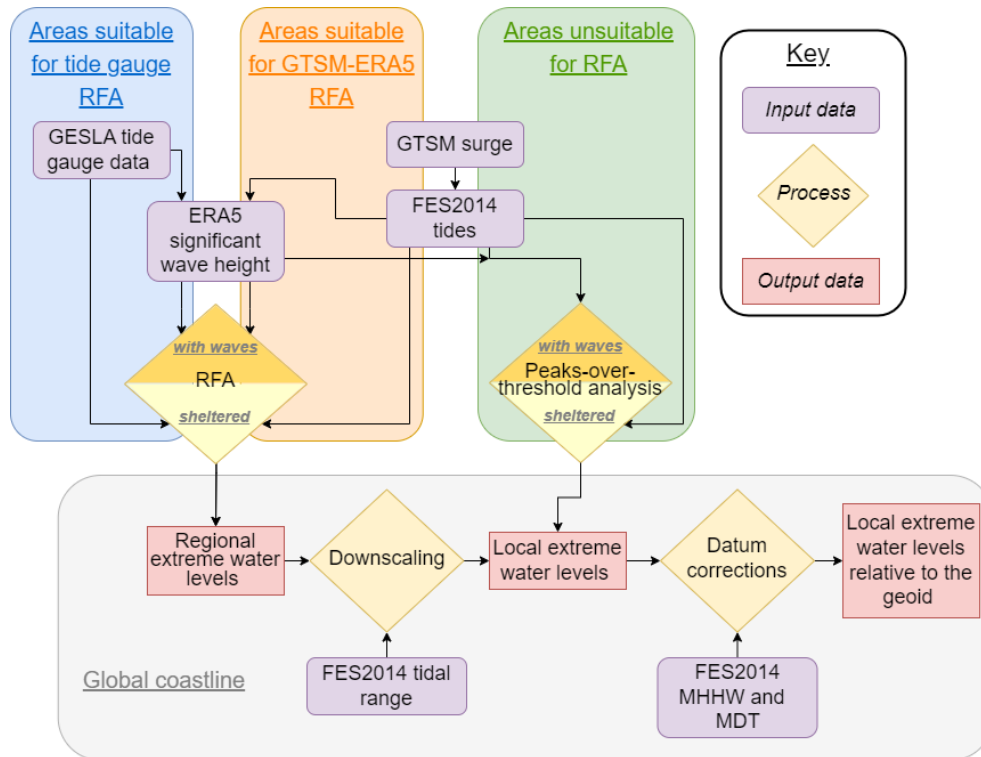 Areas suitable
for tide gauge
RFA
Areas suitable
for GTSM-ERA5
RFA
Areas unsuitable
for RFA
Key
Input data
Process
Output data
GESLA tide
gauge data
GTSM surge
ERA5
significant
wave height
FES2014
tides
with waves
RFA
sheltered
with waves
Peaks-over-
threshold analysis
sheltered
Regional
extreme water
levels
Downscaling
Local extreme
water levels
Datum
corrections
Local extreme
water levels
relative to the
geoid
Global coastline
FES2014 tidal
range
FES2014
MHHW and
MDT